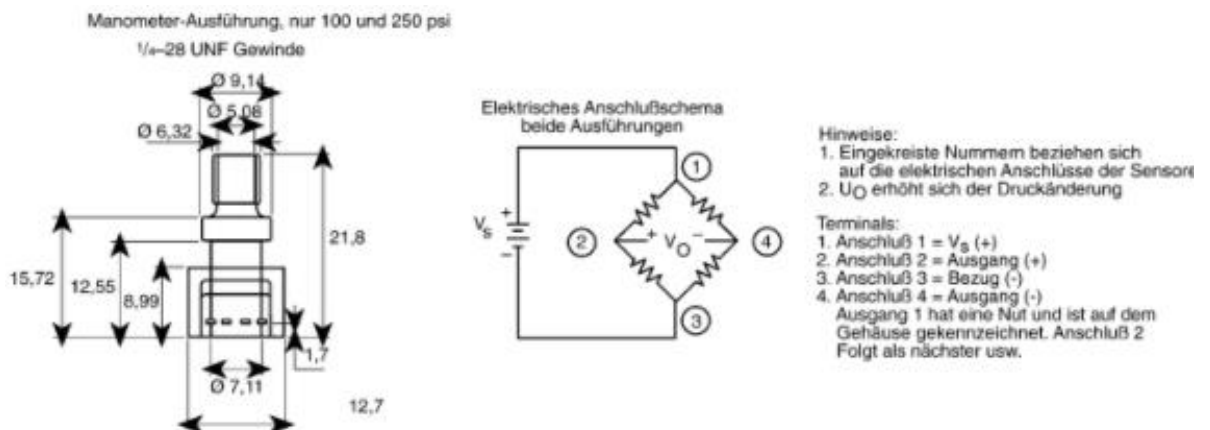 Manometer-Ausführung, nur 100 und 250 psi
1/4–28 UNF Gewinde
Ø 9,14
Ø 5,08
Ø 6,32
21,8
15,72
12,55
8,99
1,7
Ø 7,11
12,7
Elektrisches Anschlußschema
beide Ausführungen
1
Vs
+
–
2
+ VO –
4
3
Hinweise:
1. Eingekreiste Nummern beziehen sich
auf die elektrischen Anschlüsse der Sensore
2. UO erhöht sich der Druckänderung
Terminals:
1. Anschluß 1 = VS (+)
2. Anschluß 2 = Ausgang (+)
3. Anschluß 3 = Bezug (-)
4. Anschluß 4 = Ausgang (-)
Ausgang 1 hat eine Nut und ist auf dem
Gehäuse gekennzeichnet. Anschluß 2
Folgt als nächster usw.